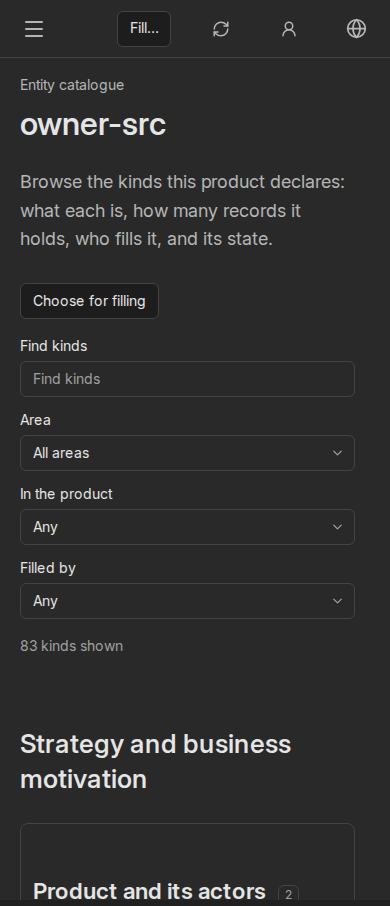 Fill...
Entity catalogue
owner-src
Browse the kinds this product declares:
what each is, how many records it
holds, who fills it, and its state.
Choose for filling
Find kinds
Find kinds
Area
All areas
In the product
Any
Filled by
Any
83 kinds shown
Strategy and business
motivation
Product and its actors 2